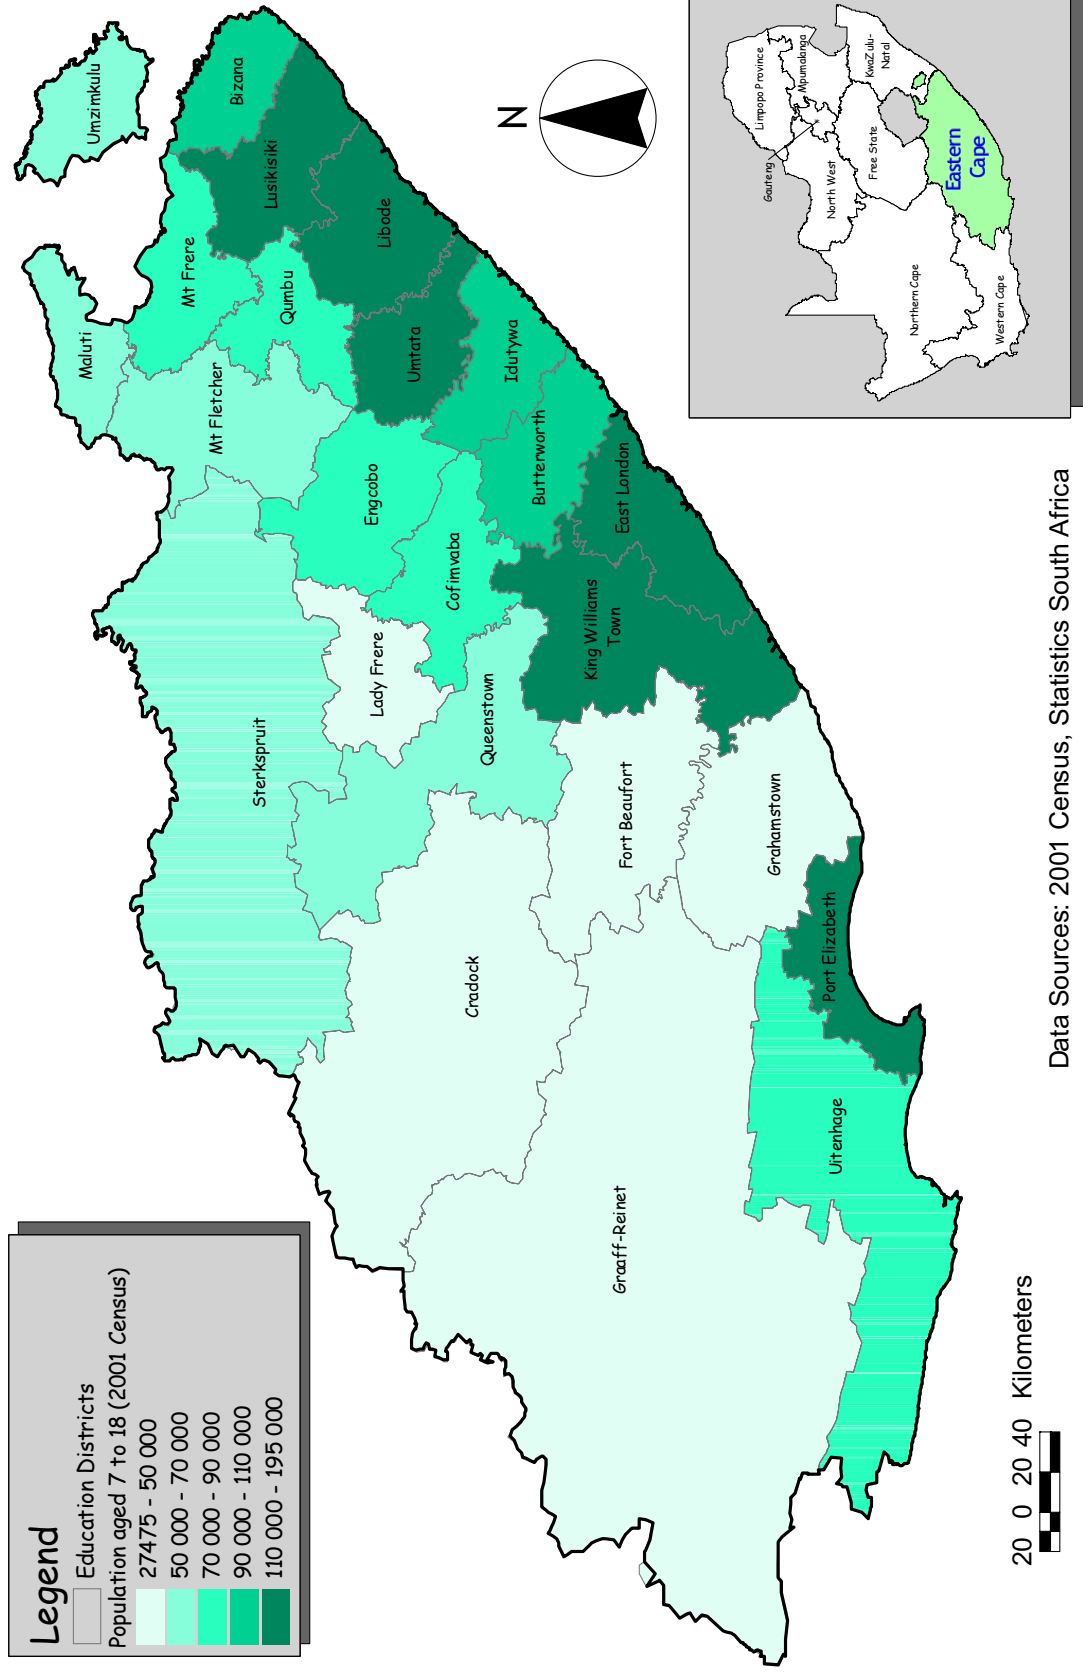 Legend
Education Districts
Population aged 7 to 18 (2001 Census)
27475 - 50 000
50 000 - 70 000
70 000 - 90 000
90 000 - 110 000
110 000 - 195 000
Umzimkulu
Maluti
Bizana
Mt Frere
Lusikisiki
Mt Fletcher
Qumbu
Libode
Sterkspruit
Engcobo
Umtata
Lady Frere
Cofimvaba
Idutywa
Queenstown
Butterworth
Cradock
King Williams
Town
East London
Fort Beaufort
Graaff-Reinet
Grahamstown
Port Elizabeth
Uitenhage
N
Limpopo Province
Mpumalanga
Gauteng
North West
KwaZulu-
Natal
Free State
Northern Cape
Eastern
Cape
Western Cape
20 0 20 40 Kilometers
Data Sources: 2001 Census, Statistics South Africa